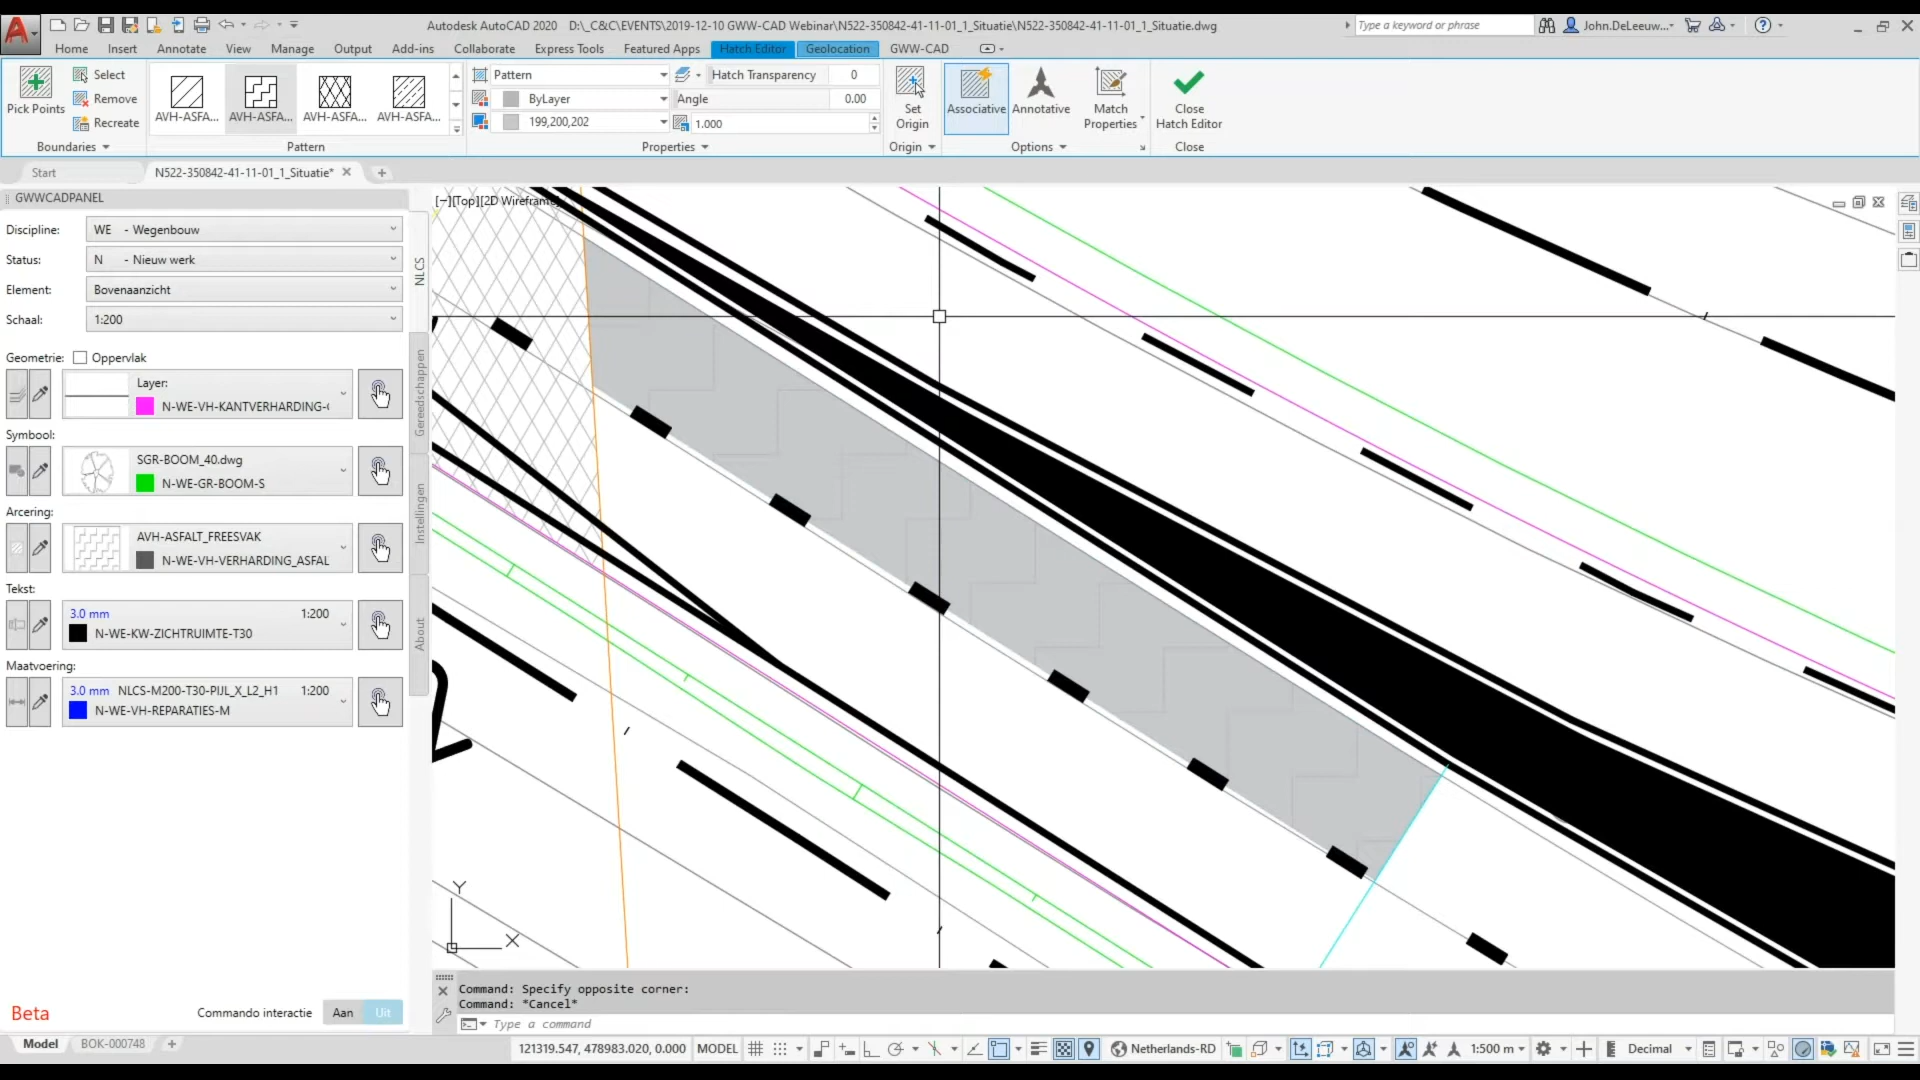 Autodesk AutoCAD 2020 D:\_C&C\EVENTS\2019-12-10 GWW-CAD Webinar\N522-350842-41-11-01_1_Situatie\N522-350842-41-11-01_1_Situatie.dwg
Type a keyword or phrase
John.DeLeeuw...
Home Insert Annotate View Manage Output Add-ins Collaborate Express Tools Featured Apps Hatch Editor Geolocation GWW-CAD
Pick Points
Select
Remove
Recreate
Boundaries
AVH-ASFA... AVH-ASFA... AVH-ASFA... AVH-ASFA...
Pattern
Pattern
ByLayer
199,200,202
Hatch Transparency 0
Angle 0.00
1.000
Properties
Set Origin
Origin
Associative
Annotative
Match Properties
Options
Close Hatch Editor
Close
Start
N522-350842-41-11-01_1_Situatie*
GWWCADPANEL
Discipline: WE - Wegenbouw
Status: N - Nieuw werk
Element: Bovenaanzicht
Schaal: 1:200
Geometrie: Oppervlak
Layer:
N-WE-VH-KANTVERHARDING-(
Symbool:
SGR-BOOM_40.dwg
N-WE-GR-BOOM-S
Arcering:
AVH-ASFALT_FREESVAK
N-WE-VH-VERHARDING_ASFAL
Tekst:
3.0 mm 1:200
N-WE-KW-ZICHTRUIMTE-T30
Maatvoering:
3.0 mm NLCS-M200-T30-PIJL_X_L2_H1 1:200
N-WE-VH-REPARATIES-M
NLCS
Gereedschappen
Instellingen
About
[−][Top][2D Wireframe
Y
X
Command: Specify opposite corner:
Command: *Cancel*
Type a command
Beta
Commando interactie Aan Uit
Model BOK-000748
121319.547, 478983.020, 0.000 MODEL
Netherlands-RD
1:500 m
Decimal